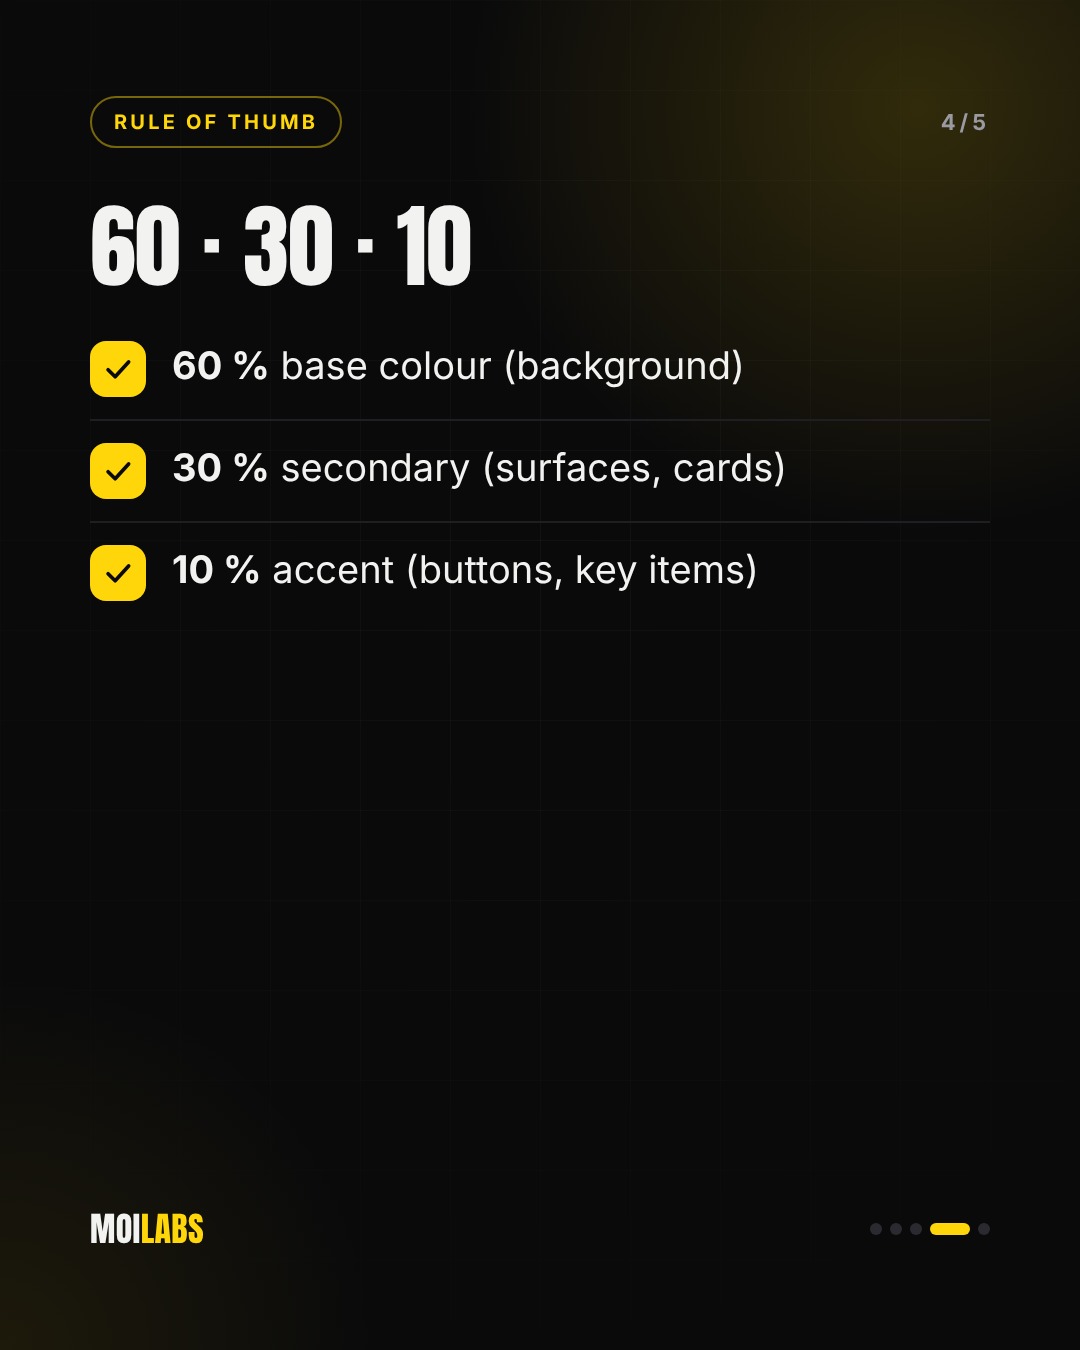 RULE OF THUMB
4/5
60 · 30 · 10
60 % base colour (background)
30 % secondary (surfaces, cards)
10 % accent (buttons, key items)
MOILABS